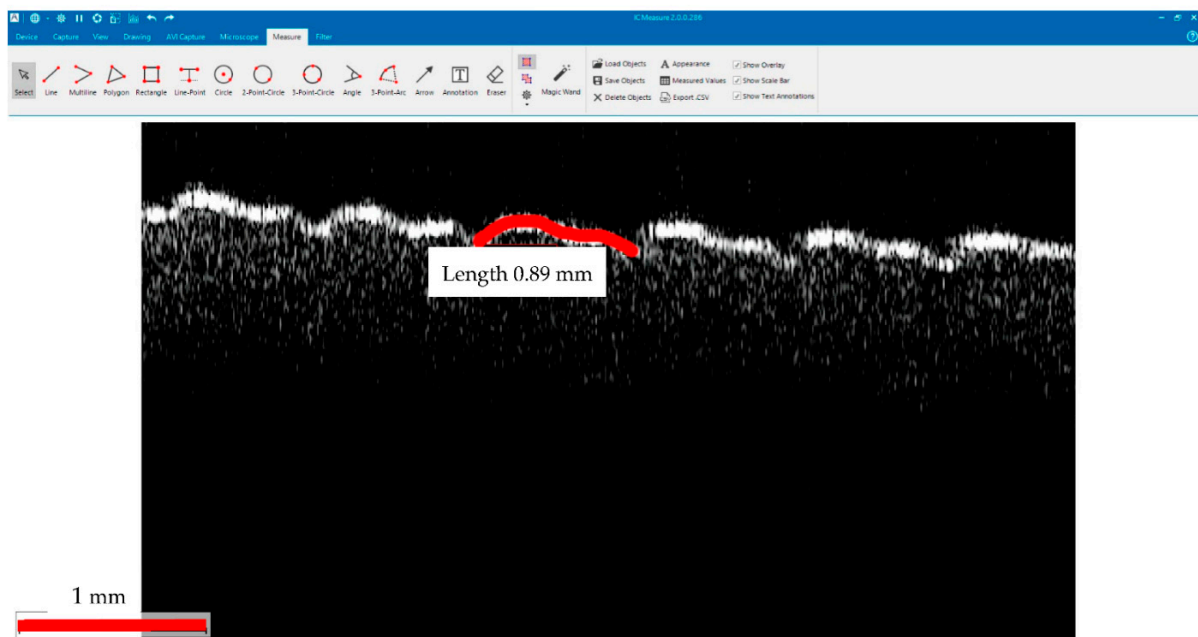 IC Measure 2.0.0.286
Device Capture View Drawing AVI Capture Microscope Measure Filter
Load Objects Appearance Show Overlay
Save Objects Measured Values Show Scale Bar
Select Line Multiline Polygon Rectangle Line-Point Circle 2-Point-Circle 3-Point-Circle Angle 3-Point-Arc Arrow Annotation Eraser Magic Wand
Delete Objects Export .CSV Show Text Annotations
Length 0.89 mm
1 mm